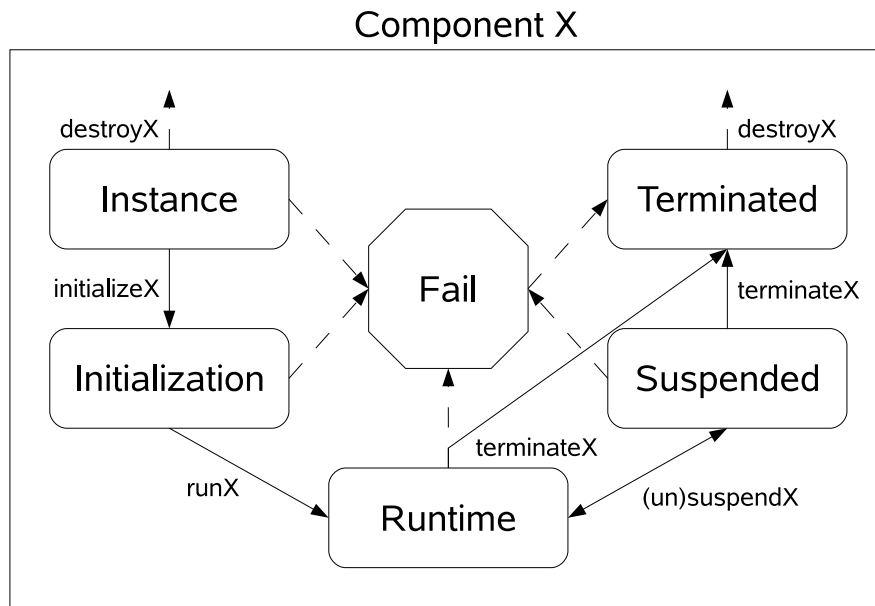 Component X
destroyX
destroyX
Instance
Terminated
initializeX
Fail
terminateX
Initialization
Suspended
terminateX
runX
(un)suspendX
Runtime